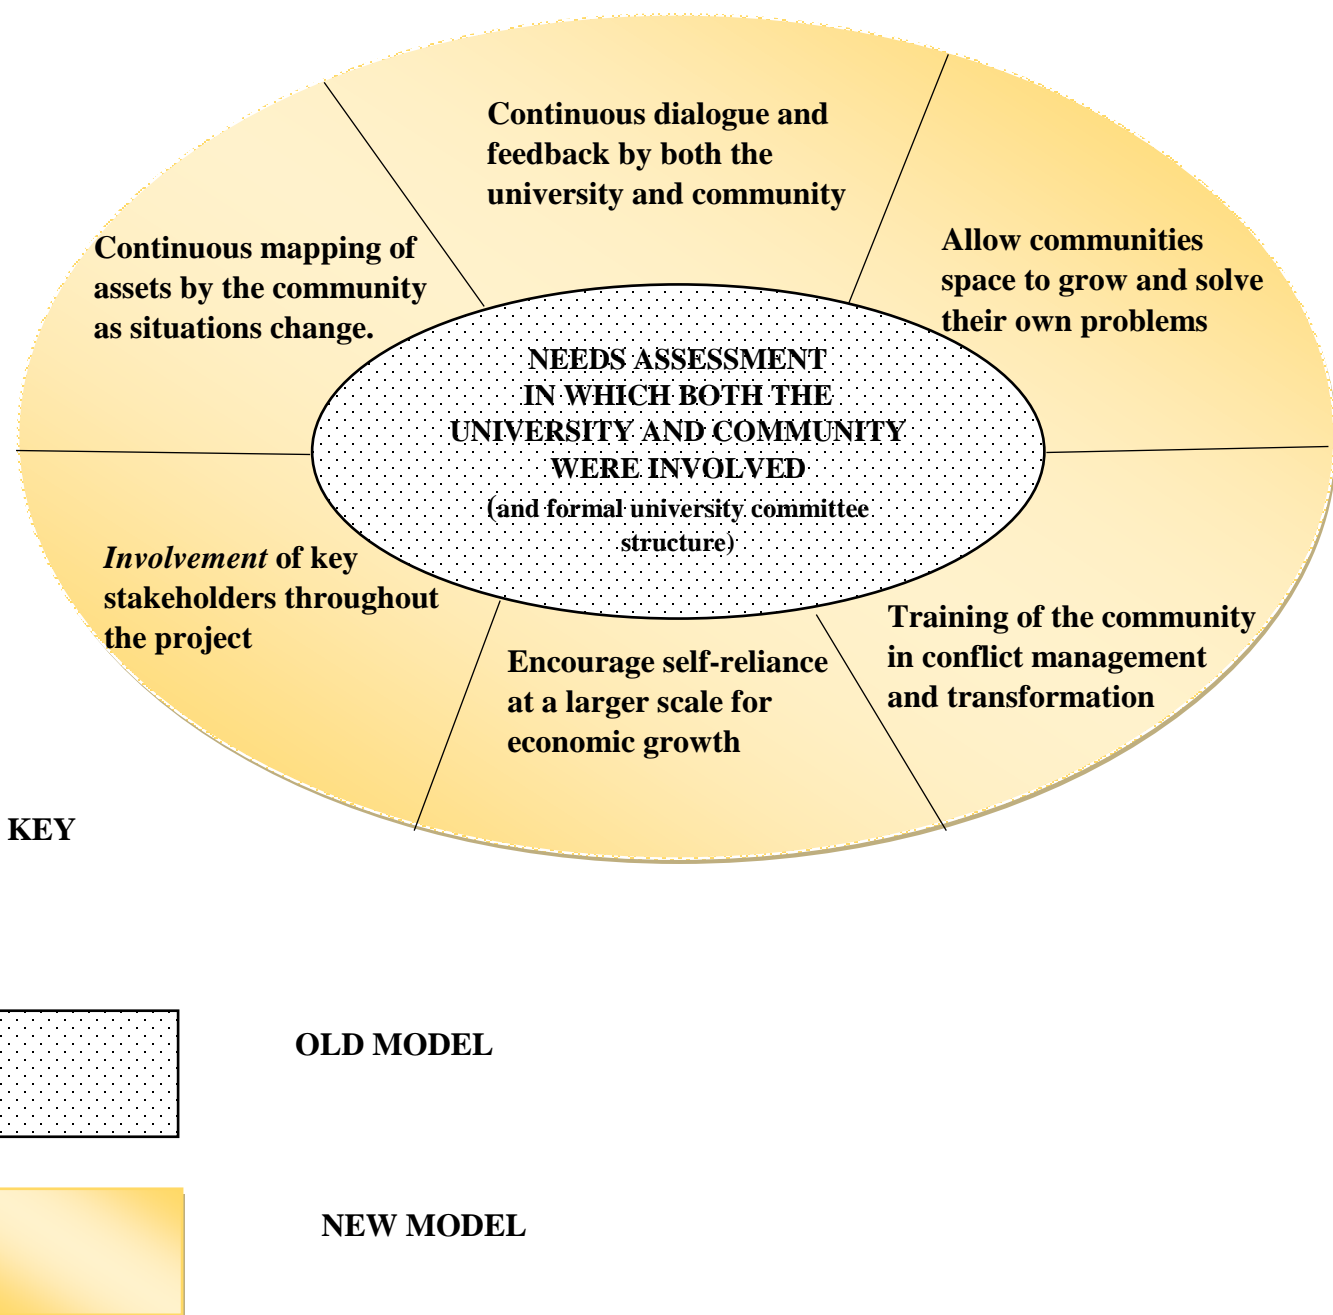 Continuous dialogue and
feedback by both the
university and community
Continuous mapping of
assets by the community
as situations change.
Allow communities
space to grow and solve
their own problems
NEEDS ASSESSMENT
IN WHICH BOTH THE
UNIVERSITY AND COMMUNITY
WERE INVOLVED
(and formal university committee
structure)
Involvement of key
stakeholders throughout
the project
Encourage self-reliance
at a larger scale for
economic growth
Training of the community
in conflict management
and transformation
KEY
OLD MODEL
NEW MODEL